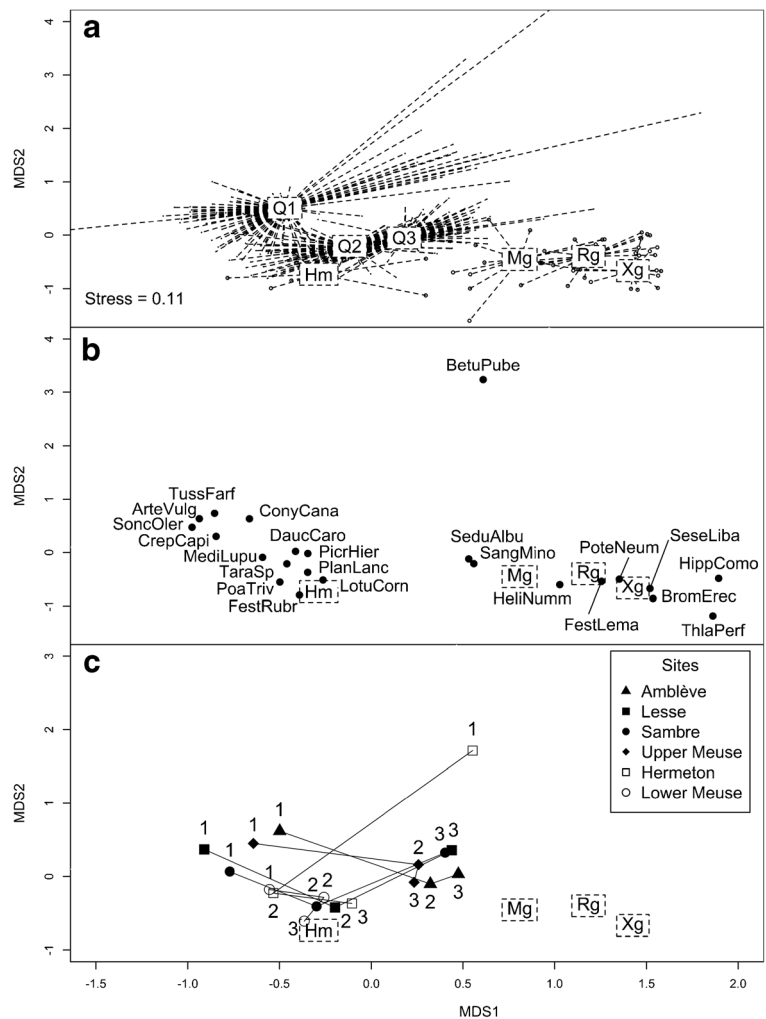 a
4
3
2
1
0
-1
MDS2
Q1
Q2
Q3
Hm
Mg
Rg
Xg
Stress = 0.11
b
4
3
2
1
0
-1
MDS2
BetuPube
TussFarf
ArteVulg
ConyCana
SoncOler
CrepCapi
DaucCaro
MediLupu
PicrHier
TaraSp
PlanLanc
PoaTriv
LotuCorn
FestRubr
Hm
SeduAlbu
SangMino
Mg
HeliNumm
Rg
PoteNeum
SeseLiba
Xg
HippComo
BromErec
FestLema
ThlaPerf
c
3
2
1
0
-1
MDS2
Sites
Amblève
Lesse
Sambre
Upper Meuse
Hermeton
Lower Meuse
1
1
1
1
1
1
2
3 3
2 2
2
2
3
3
2
3
3
Hm
Mg
Rg
Xg
-1.5 -1.0 -0.5 0.0 0.5 1.0 1.5 2.0
MDS1